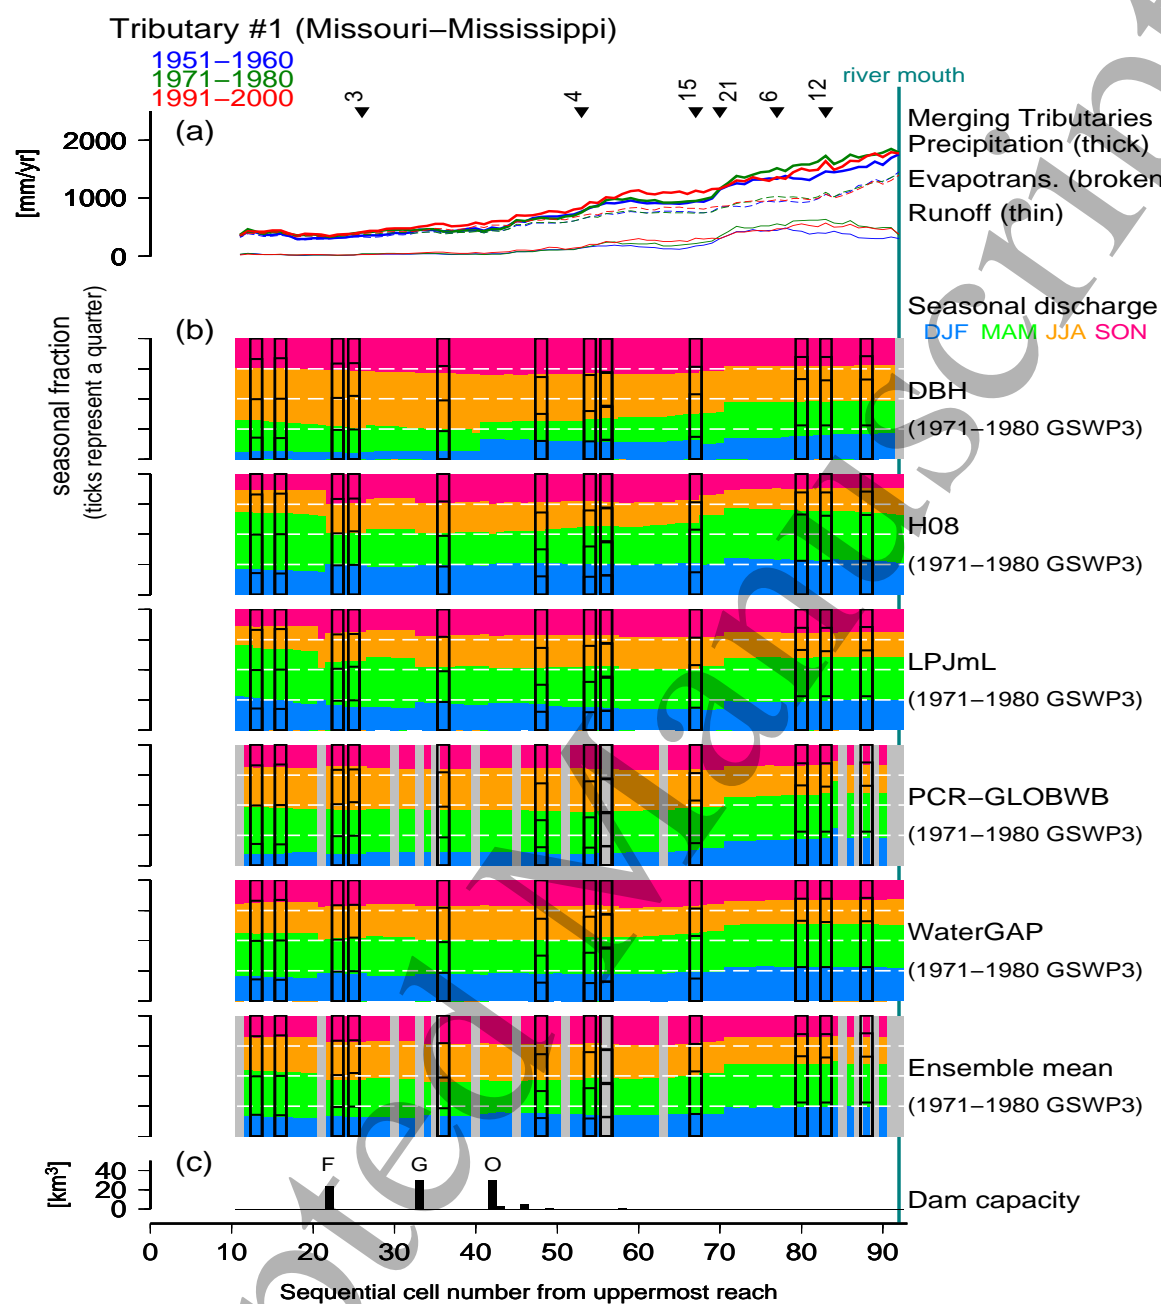 Tributary #1 (Missouri−Mississippi)
1951−1960
1971−1980
1991−2000
river mouth
3
4
15
21
6
12
(a)
Merging Tributaries
Precipitation (thick)
Evapotrans. (broken
Runoff (thin)
[mm/yr]
2000
1000
0
Seasonal discharge
DJF MAM JJA SON
(b)
seasonal fraction
(ticks represent a quarter)
DBH
(1971−1980 GSWP3)
H08
(1971−1980 GSWP3)
LPJmL
(1971−1980 GSWP3)
PCR−GLOBWB
(1971−1980 GSWP3)
WaterGAP
(1971−1980 GSWP3)
Ensemble mean
(1971−1980 GSWP3)
(c)
[km³]
40
20
0
F
G
O
Dam capacity
0 10 20 30 40 50 60 70 80 90
Sequential cell number from uppermost reach
pted Manuscript